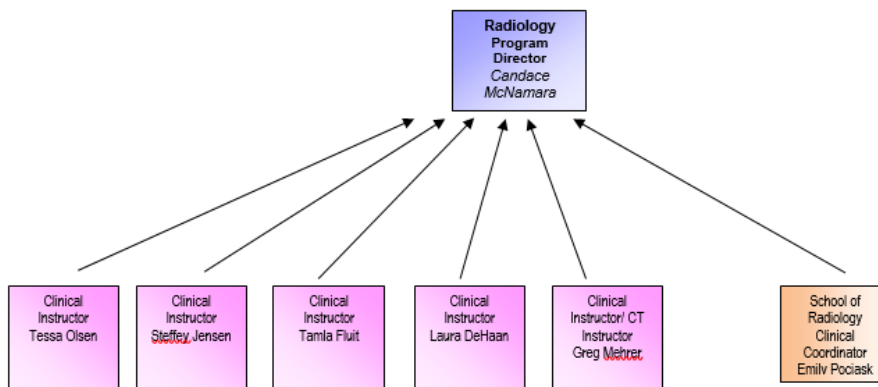 Radiology
Program
Director
Candace
McNamara
Clinical
Instructor
Tessa Olsen
Clinical
Instructor
Steffey Jensen
Clinical
Instructor
Tamla Fluit
Clinical
Instructor
Laura DeHaan
Clinical
Instructor/ CT
Instructor
Greg Mehrer
School of
Radiology
Clinical
Coordinator
Emily Pociask